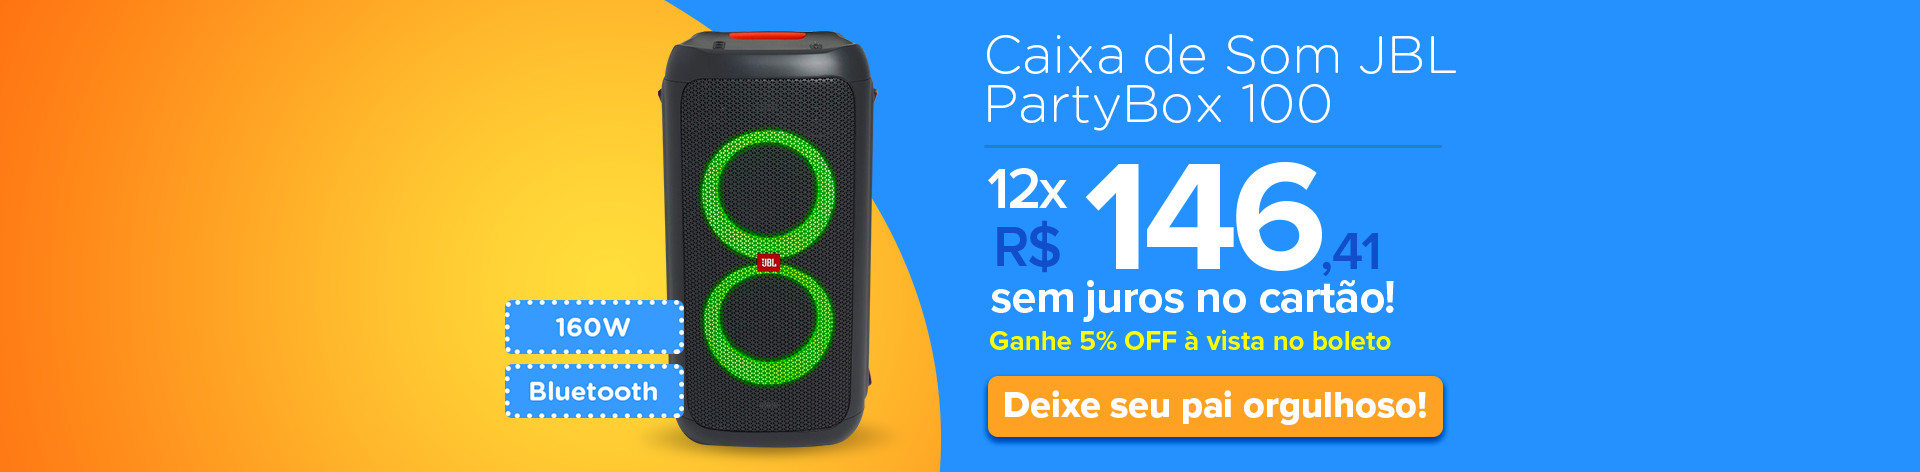 Caixa de Som JBL
PartyBox 100
12x
R$ 146,41
sem juros no cartão!
Ganhe 5% OFF à vista no boleto
Deixe seu pai orgulhoso!
JBL
160W
Bluetooth